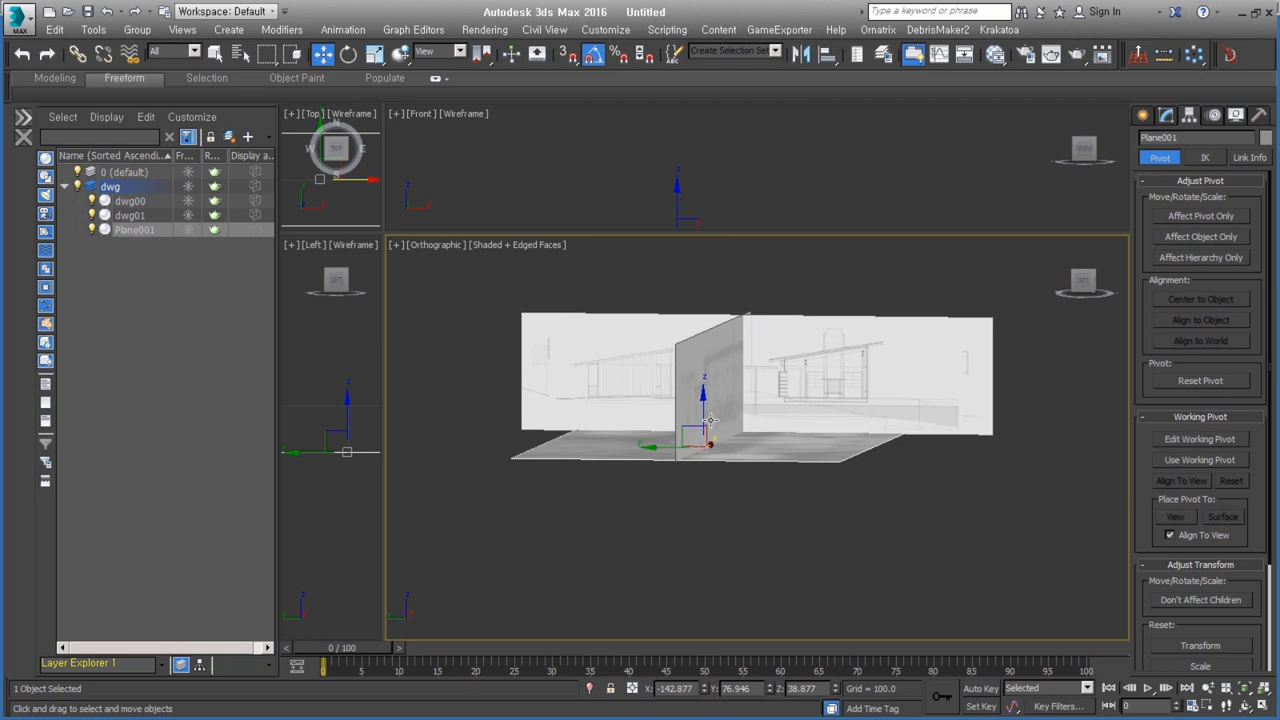 Workspace: Default
Autodesk 3ds Max 2016 Untitled
Type a keyword or phrase
Sign In
Edit Tools Group Views Create Modifiers Animation Graph Editors Rendering Civil View Customize Scripting Content GameExporter Help Ornatrix DebrisMaker2 Krakatoa
All
View
Create Selection Set
Modeling Freeform Selection Object Paint Populate
Select Display Edit Customize
Name (Sorted Ascending) Fr... R... Display a...
0 (default)
dwg
dwg00
dwg01
Plane001
Layer Explorer 1
[+] [Top] [Wireframe]
[+] [Front] [Wireframe]
[+] [Left] [Wireframe]
[+] [Orthographic] [Shaded + Edged Faces]
TOP
N
W
E
S
FRONT
LEFT
LEFT
Plane001
Pivot IK Link Info
Adjust Pivot
Move/Rotate/Scale:
Affect Pivot Only
Affect Object Only
Affect Hierarchy Only
Alignment:
Center to Object
Align to Object
Align to World
Pivot:
Reset Pivot
Working Pivot
Edit Working Pivot
Use Working Pivot
Align To View Reset
Place Pivot To:
View Surface
Align To View
Adjust Transform
Move/Rotate/Scale:
Don't Affect Children
Reset:
Transform
Scale
0 / 100
0 5 10 15 20 25 30 35 40 45 50 55 60 65 70 75 80 85 90 95 100
1 Object Selected
X: -142.877 Y: 76.946 Z: 38.877 Grid = 100.0
Auto Key Selected
Click and drag to select and move objects
Add Time Tag
Set Key Key Filters... 0